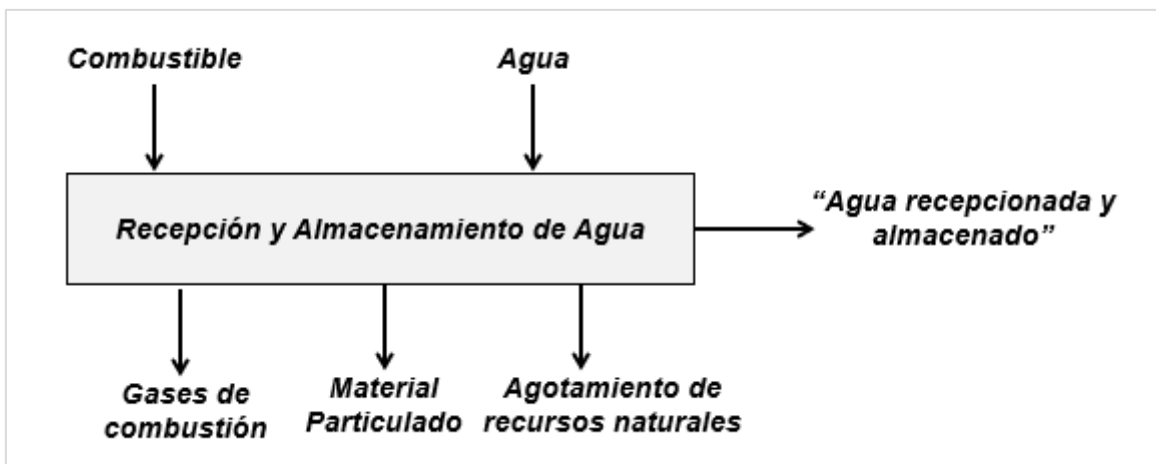 Combustible
Agua
Recepción y Almacenamiento de Agua
“Agua recepcionada y
almacenado”
Gases de
combustión
Material
Particulado
Agotamiento de
recursos naturales